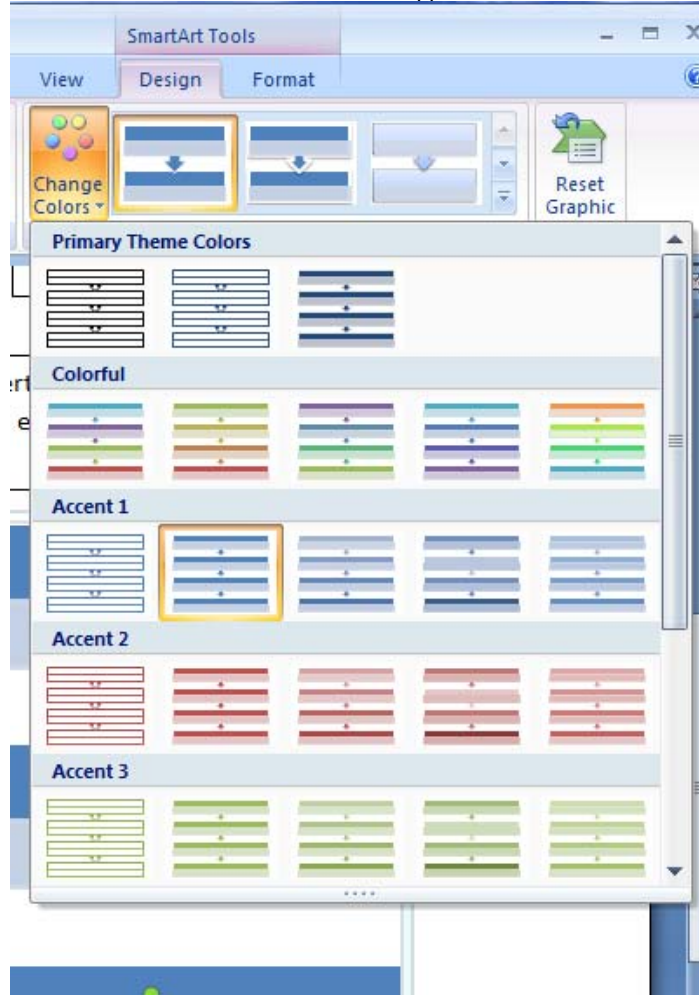 SmartArt Tools
View Design Format
Change Colors
Reset Graphic
Primary Theme Colors
Colorful
ert
e
Accent 1
Accent 2
Accent 3